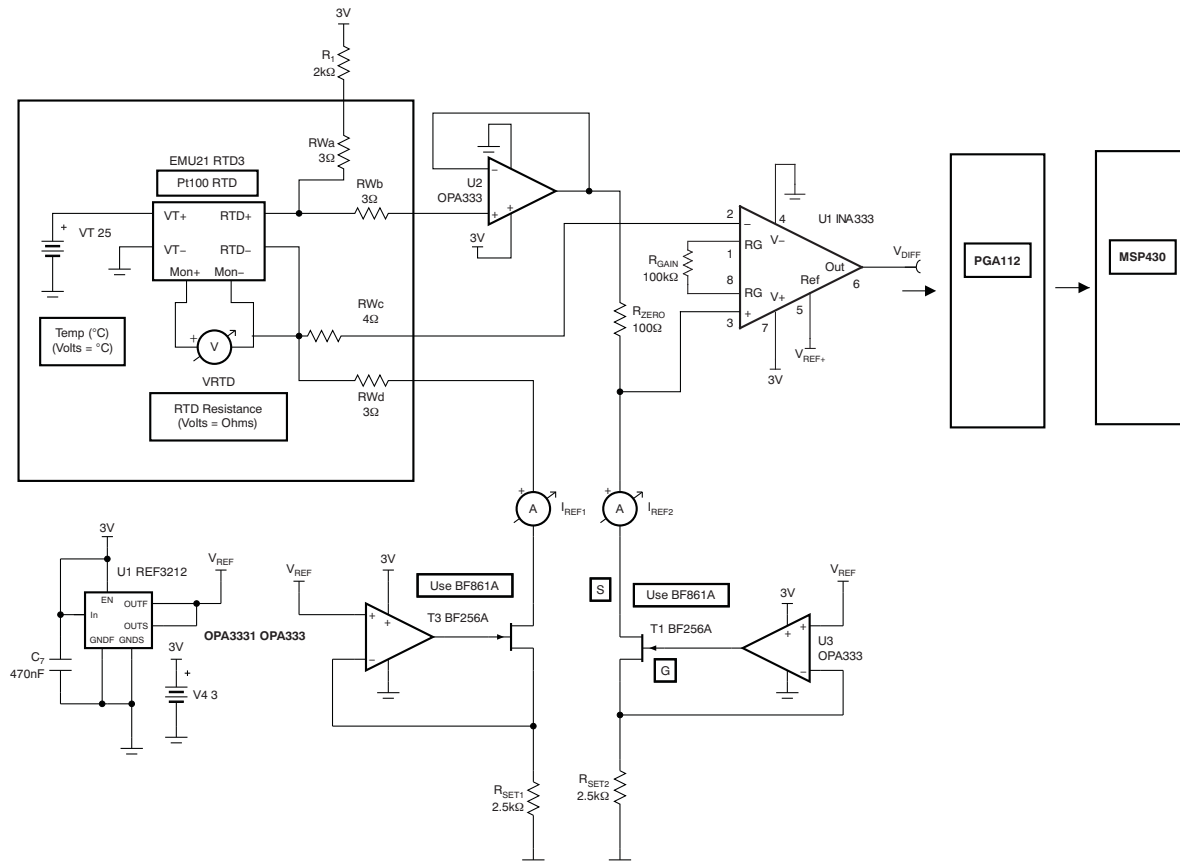 3V
R1
2kΩ
RWa
3Ω
EMU21 RTD3
Pt100 RTD
RWb
3Ω
VT+
RTD+
VT 25
+
VT−
RTD−
Mon+ Mon−
RWc
4Ω
Temp (°C)
(Volts = °C)
+
V
VRTD
RWd
3Ω
RTD Resistance
(Volts = Ohms)
U2
OPA333
−
+
+
3V
2
−
4
U1 INA333
V−
RG
1
RGAIN
100kΩ
8
RG
Out
6
Ref
V+
5
+
3
7
RZERO
100Ω
VREF+
3V
VDIFF
PGA112
MSP430
+
A
IREF1
+
A
IREF2
3V
U1 REF3212
VREF
EN
OUTF
In
OUTS
GNDF GNDS
C7
470nF
OPA3331 OPA333
3V
+
V4 3
VREF
3V
+
+
−
Use BF861A
T3 BF256A
S
Use BF861A
T1 BF256A
G
3V
VREF
+
+
−
U3
OPA333
RSET1
2.5kΩ
RSET2
2.5kΩ